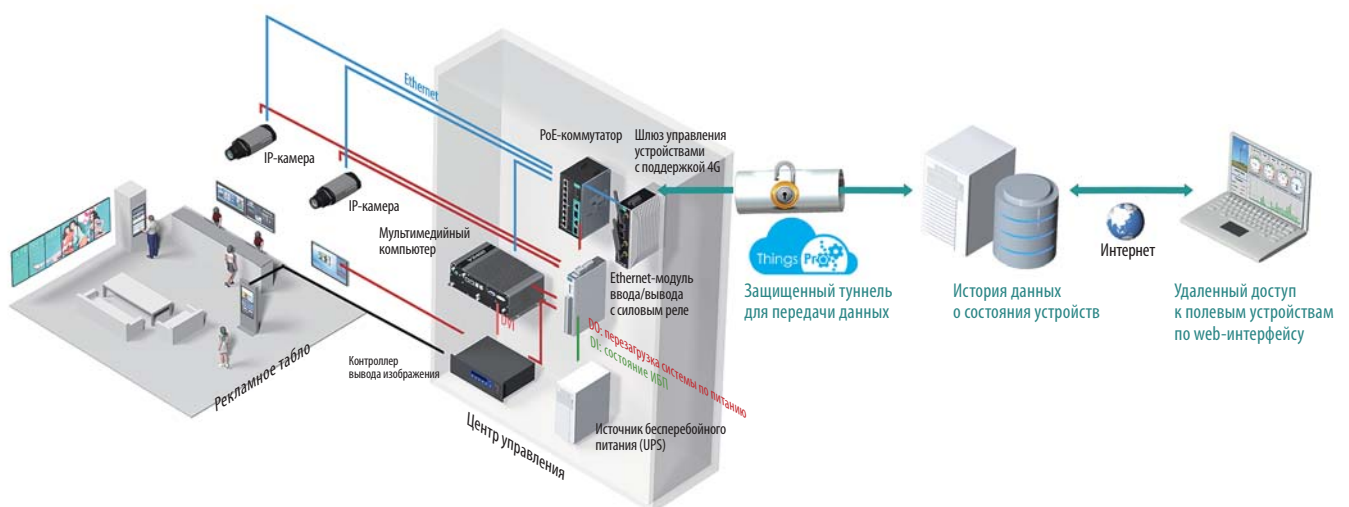 Ethernet
IP-камера
IP-камера
PoE-коммутатор
Шлюз управления
устройствами
с поддержкой 4G
Мультимедийный
компьютер
Ethernet-модуль
ввода/вывода
с силовым реле
DVI
DO: перезагрузка системы по питанию
DI: состояние ИБП
Контроллер
вывода изображения
Рекламное табло
Источник бесперебойного
питания (UPS)
Центр управления
Things Pro
Защищенный туннель
для передачи данных
История данных
о состояния устройств
Интернет
Удаленный доступ
к полевым устройствам
по web-интерфейсу